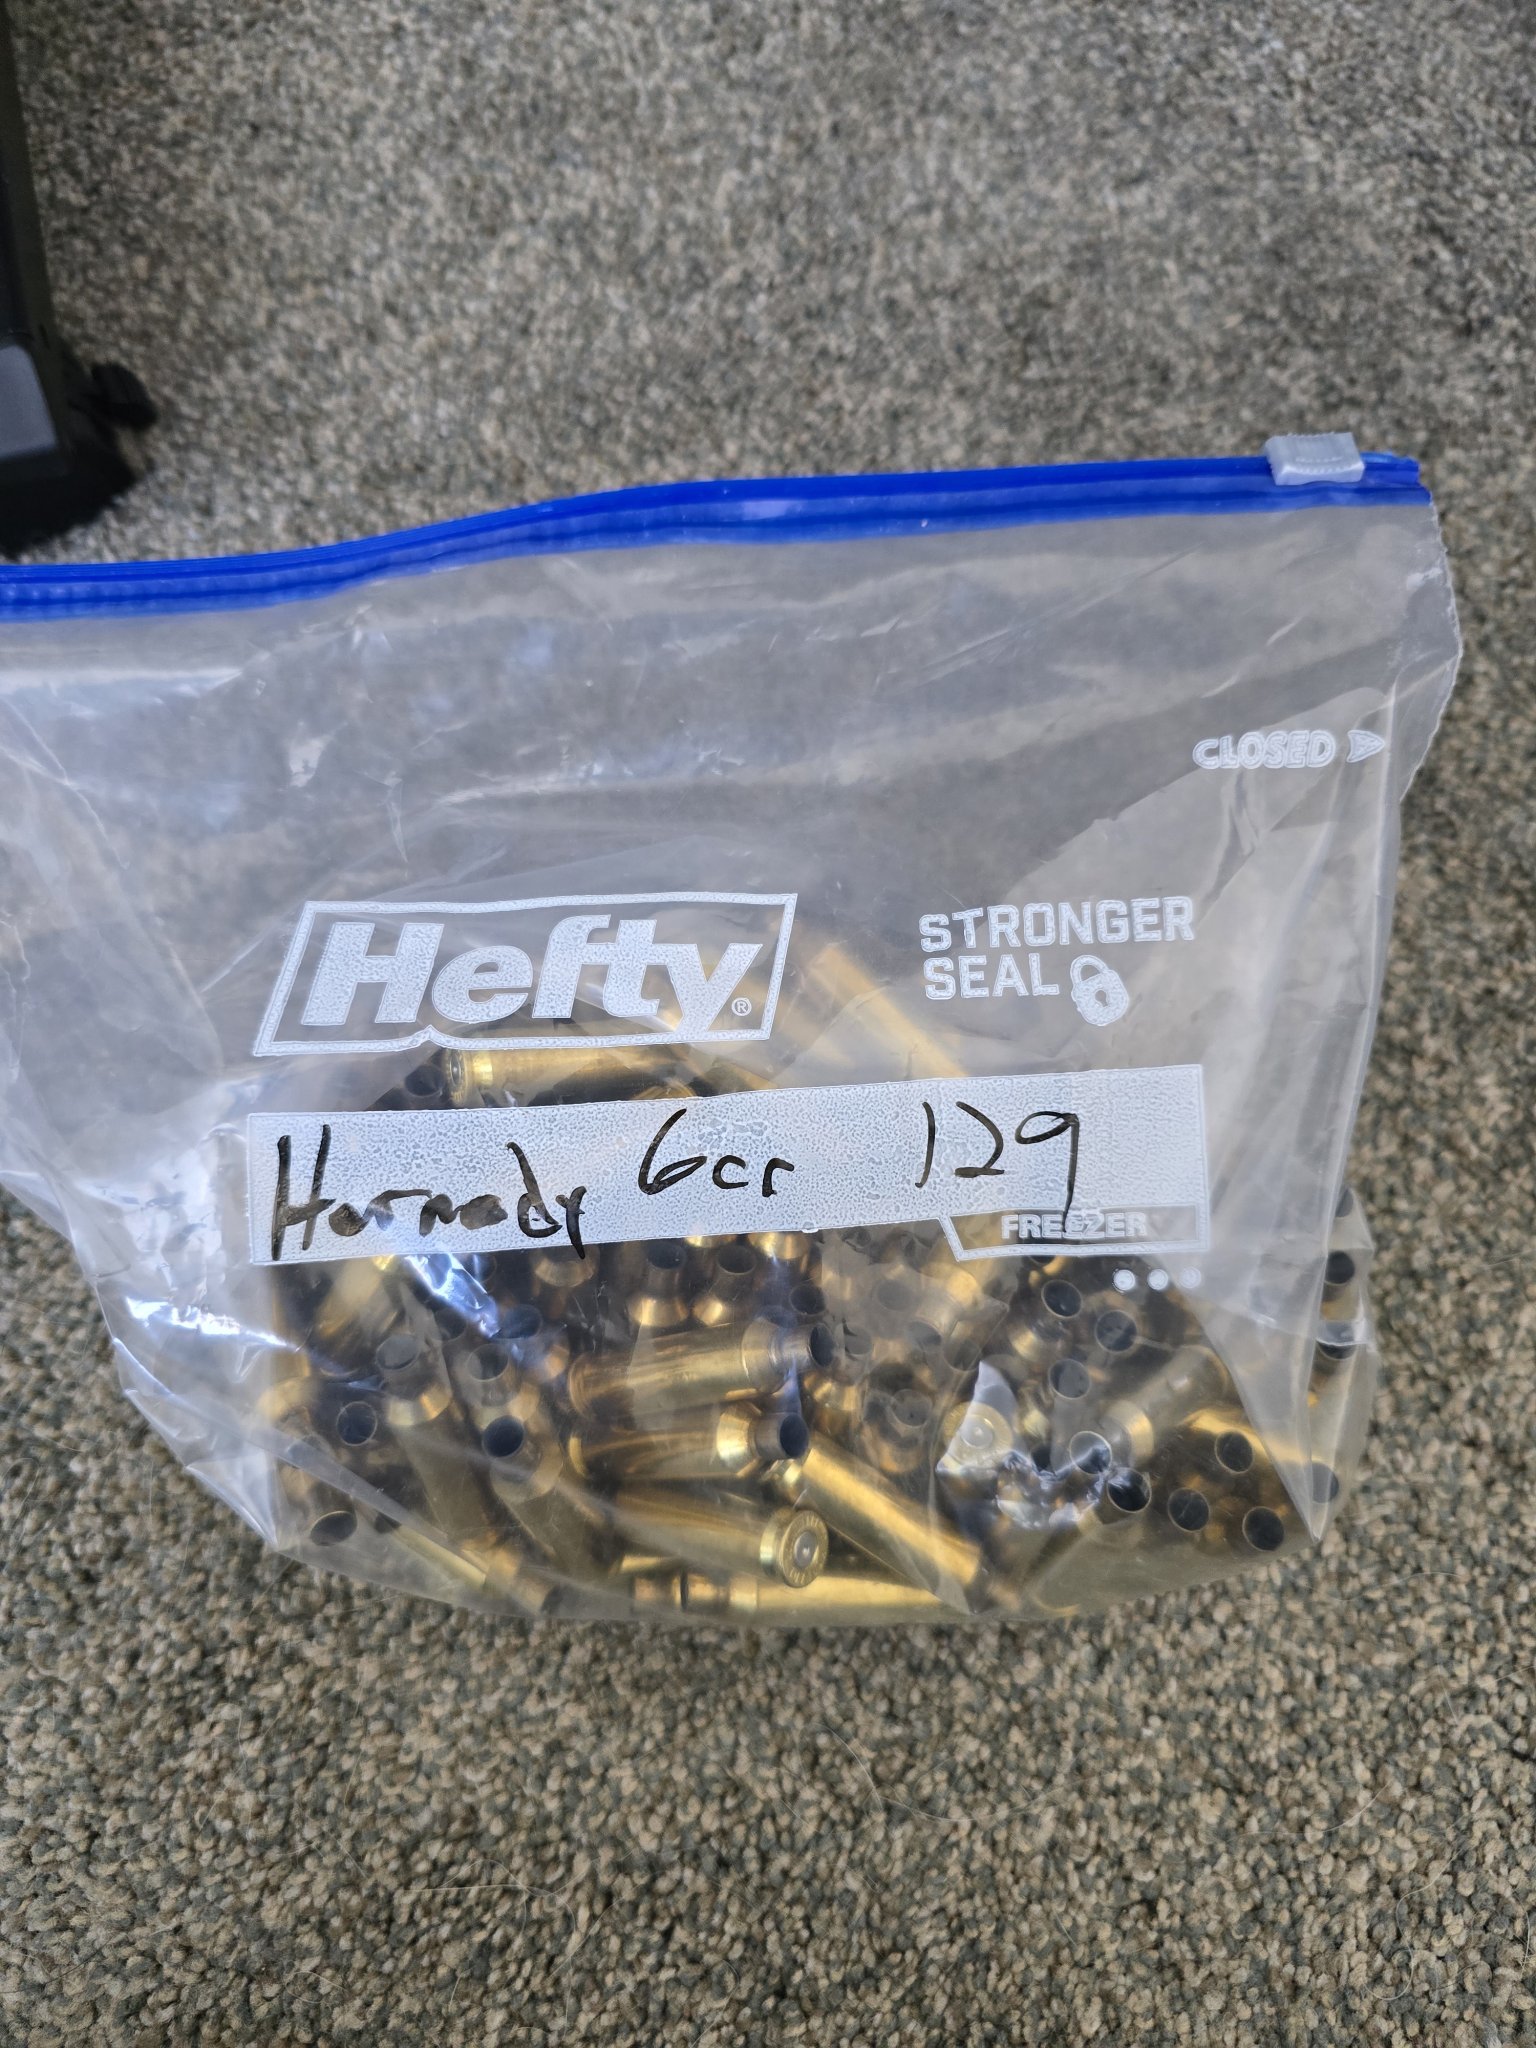 CLOSED
Hefty®
STRONGER
SEAL
Hornady 6cr 129
FREEZER